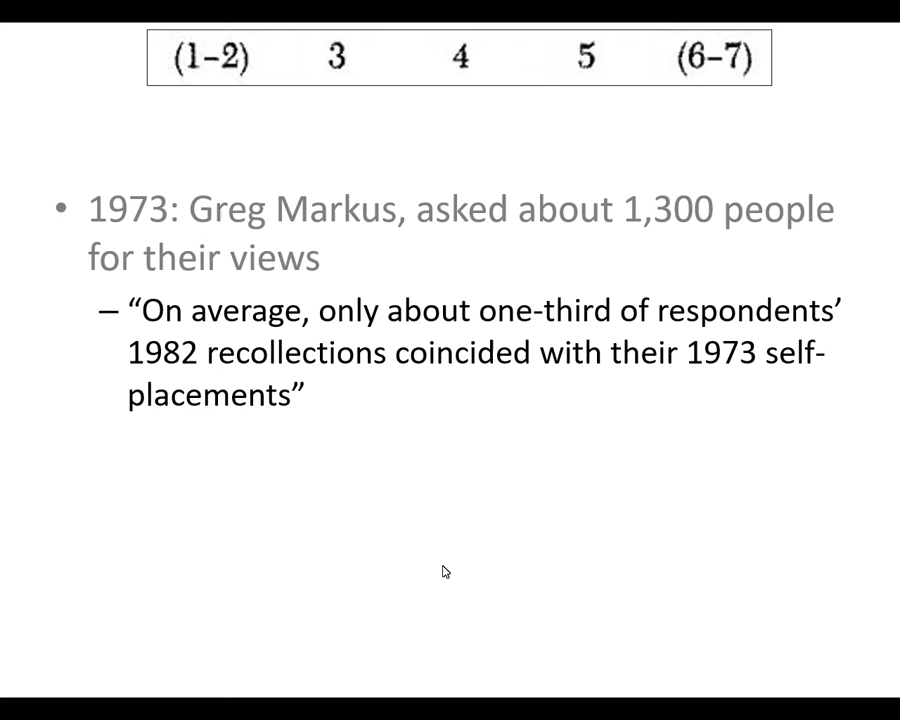 (1–2) 3 4 5 (6–7)
• 1973: Greg Markus, asked about 1,300 people
for their views
– “On average, only about one-third of respondents’
1982 recollections coincided with their 1973 self-
placements”